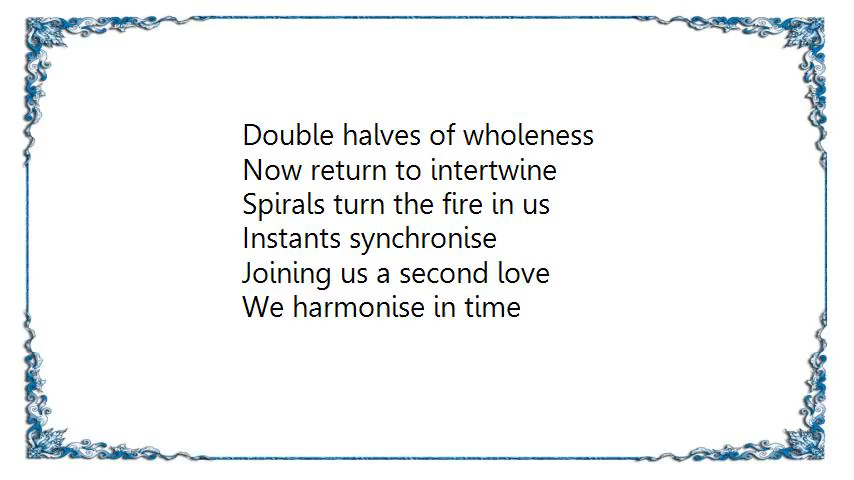 Double halves of wholeness
Now return to intertwine
Spirals turn the fire in us
Instants synchronise
Joining us a second love
We harmonise in time